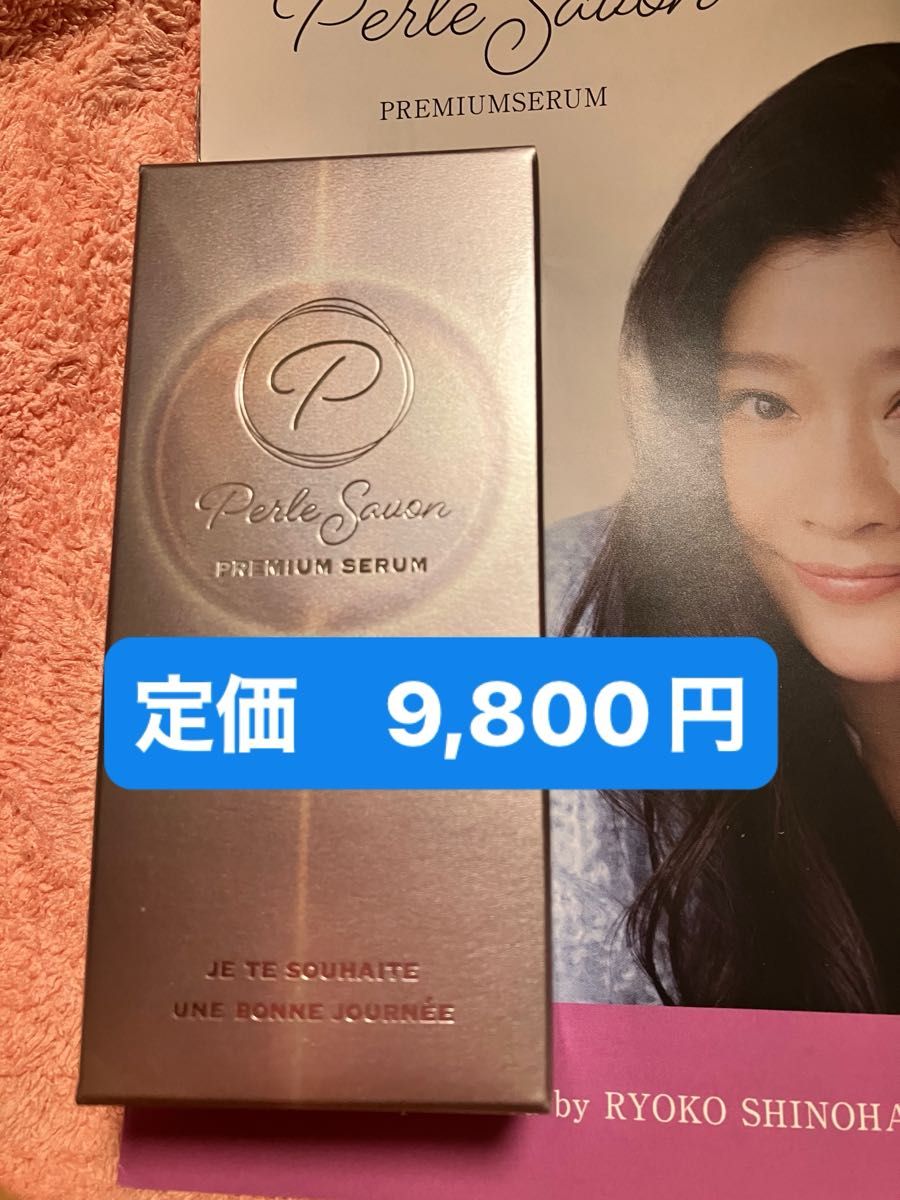 Perle Savon
PREMIUMSERUM
P
Perle Savon
PREMIUM SERUM
定価　9,800円
JE TE SOUHAITE
UNE BONNE JOURNÉE
by RYOKO SHINOHA